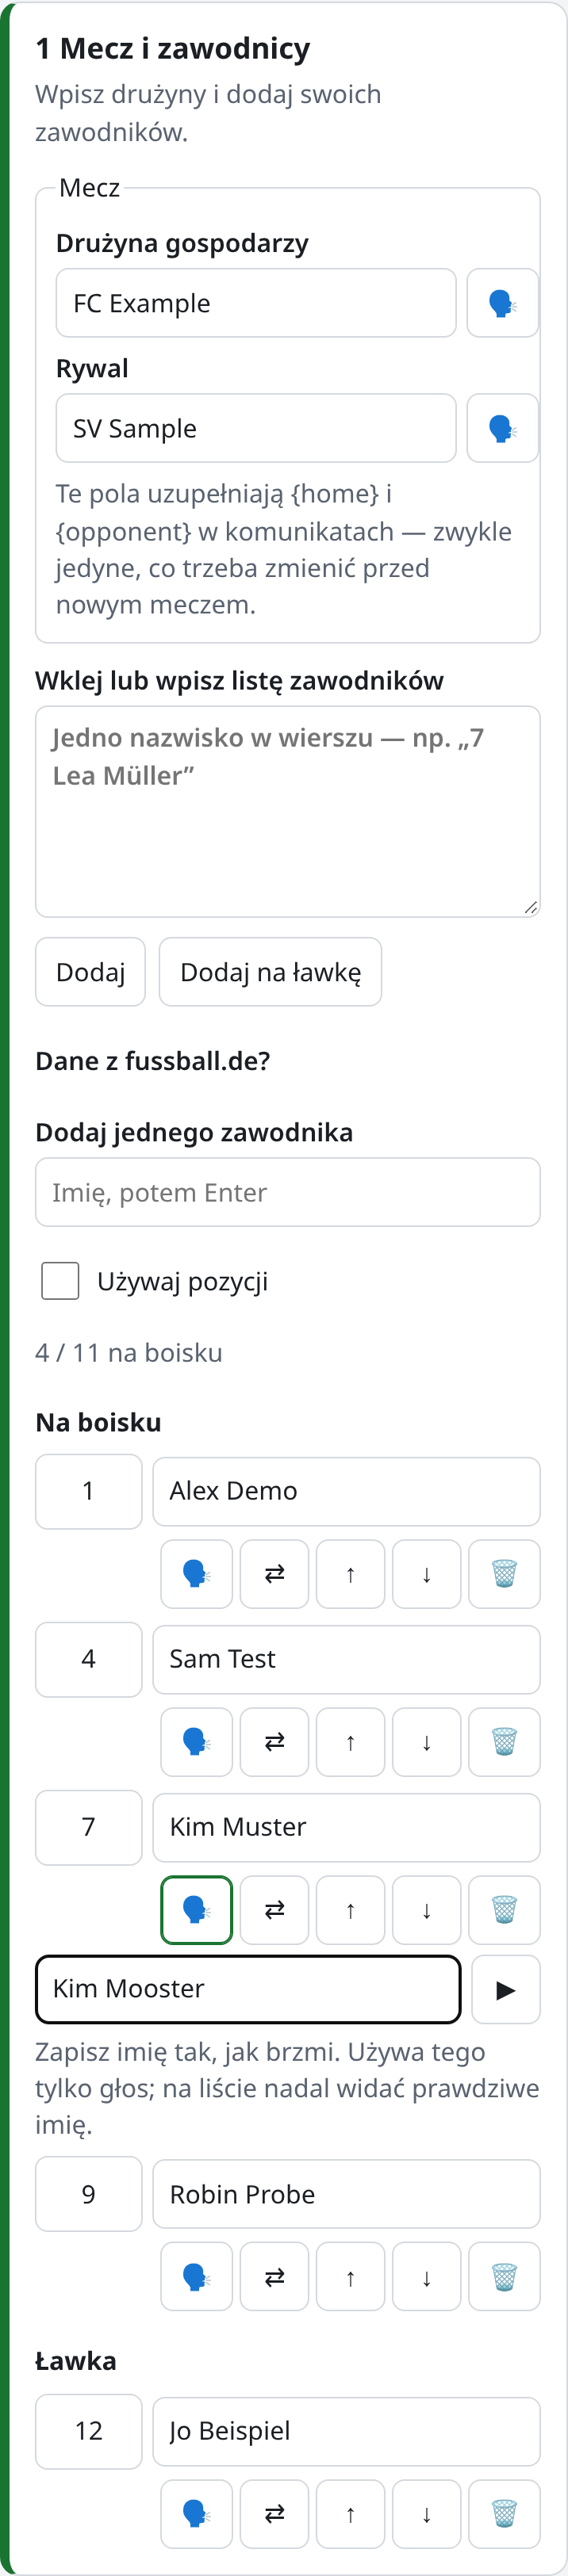 1 Mecz i zawodnicy
Wpisz drużyny i dodaj swoich
zawodników.
Mecz
Drużyna gospodarzy
FC Example
Rywal
SV Sample
Te pola uzupełniają {home} i
{opponent} w komunikatach — zwykle
jedyne, co trzeba zmienić przed
nowym meczem.
Wklej lub wpisz listę zawodników
Jedno nazwisko w wierszu — np. „7
Lea Müller”
Dodaj Dodaj na ławkę
Dane z fussball.de?
Dodaj jednego zawodnika
Imię, potem Enter
Używaj pozycji
4 / 11 na boisku
Na boisku
1 Alex Demo
⇄ ↑ ↓
4 Sam Test
⇄ ↑ ↓
7 Kim Muster
⇄ ↑ ↓
Kim Mooster ▶
Zapisz imię tak, jak brzmi. Używa tego
tylko głos; na liście nadal widać prawdziwe
imię.
9 Robin Probe
⇄ ↑ ↓
Ławka
12 Jo Beispiel
⇄ ↑ ↓